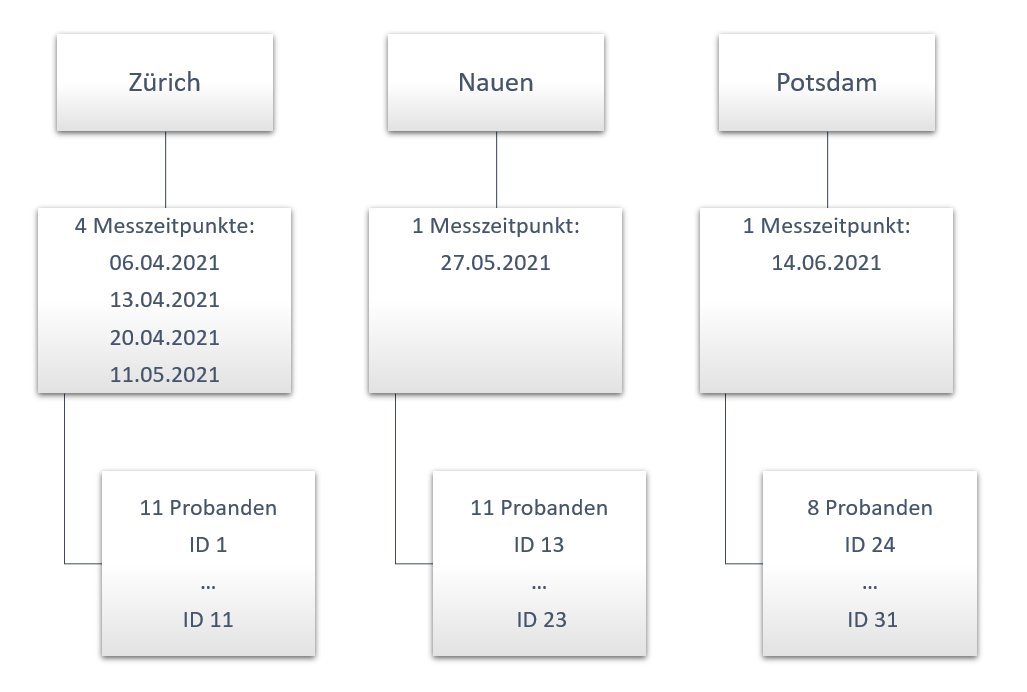 Zürich
4 Messzeitpunkte:
06.04.2021
13.04.2021
20.04.2021
11.05.2021
11 Probanden
ID 1
...
ID 11
Nauen
1 Messzeitpunkt:
27.05.2021
11 Probanden
ID 13
...
ID 23
Potsdam
1 Messzeitpunkt:
14.06.2021
8 Probanden
ID 24
...
ID 31